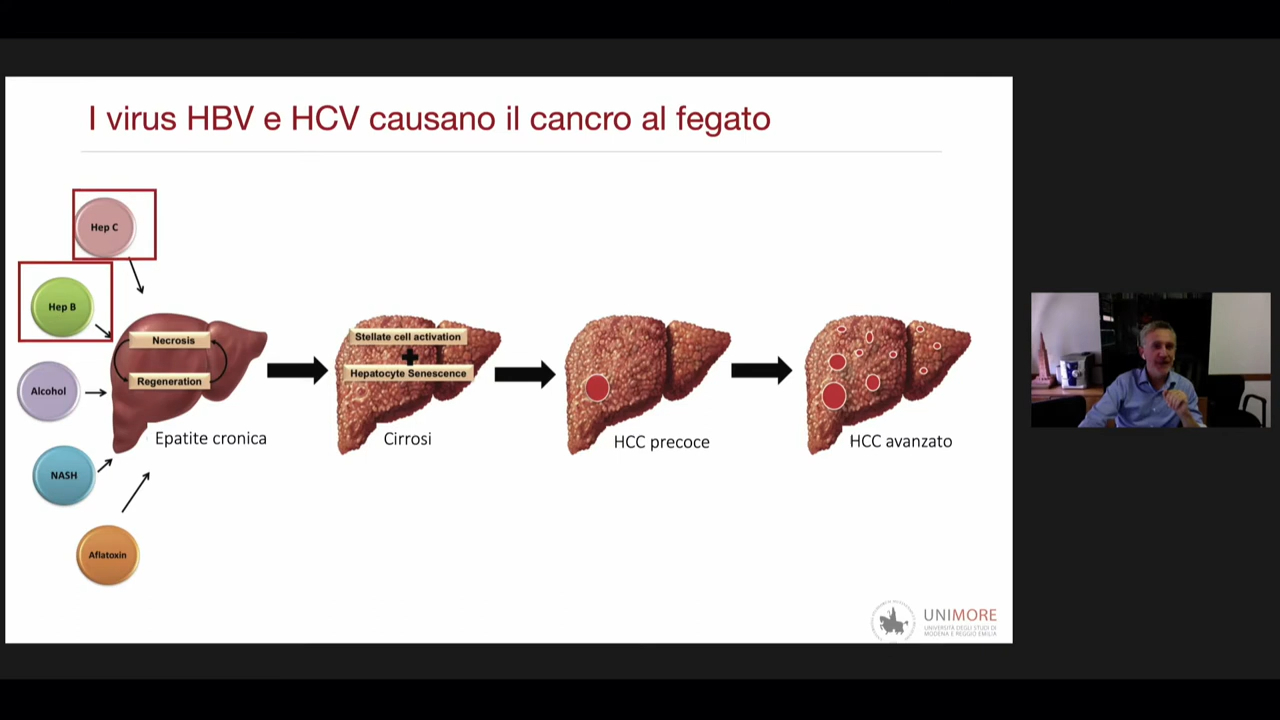 I virus HBV e HCV causano il cancro al fegato
Hep C
Hep B
Alcohol
NASH
Aflatoxin
Necrosis
Regeneration
Epatite cronica
Stellate cell activation
Hepatocyte Senescence
Cirrosi
HCC precoce
HCC avanzato
UNIMORE
UNIVERSITÀ DEGLI STUDI DI
MODENA E REGGIO EMILIA